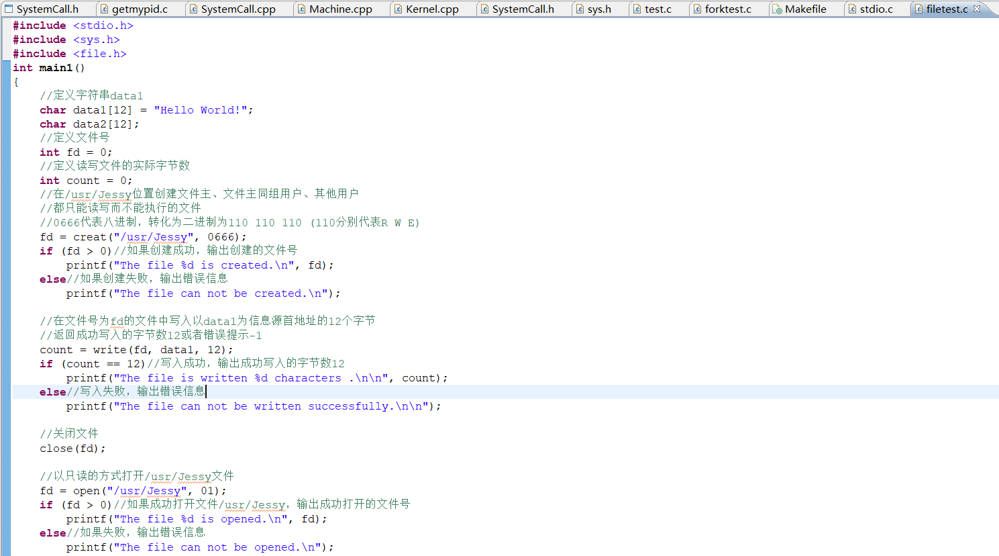 SystemCall.h getmypid.c SystemCall.cpp Machine.cpp Kernel.cpp SystemCall.h sys.h test.c forktest.c Makefile stdio.c filetest.c
#include <stdio.h>
#include <sys.h>
#include <file.h>
int main1()
{
    //定义字符串data1
    char data1[12] = "Hello World!";
    char data2[12];
    //定义文件号
    int fd = 0;
    //定义读写文件的实际字节数
    int count = 0;
    //在/usr/Jessy位置创建文件主、文件主同组用户、其他用户
    //都只能读写而不能执行的文件
    //0666代表八进制，转化为二进制为110 110 110 (110分别代表R W E)
    fd = creat("/usr/Jessy", 0666);
    if (fd > 0)//如果创建成功，输出创建的文件号
        printf("The file %d is created.\n", fd);
    else//如果创建失败，输出错误信息
        printf("The file can not be created.\n");
    //在文件号为fd的文件中写入以data1为信息源首地址的12个字节
    //返回成功写入的字节数12或者错误提示-1
    count = write(fd, data1, 12);
    if (count == 12)//写入成功，输出成功写入的字节数12
        printf("The file is written %d characters .\n\n", count);
    else//写入失败，输出错误信息
        printf("The file can not be written successfully.\n\n");
    //关闭文件
    close(fd);
    //以只读的方式打开/usr/Jessy文件
    fd = open("/usr/Jessy", 01);
    if (fd > 0)//如果成功打开文件/usr/Jessy，输出成功打开的文件号
        printf("The file %d is opened.\n", fd);
    else//如果失败，输出错误信息
        printf("The file can not be opened.\n");